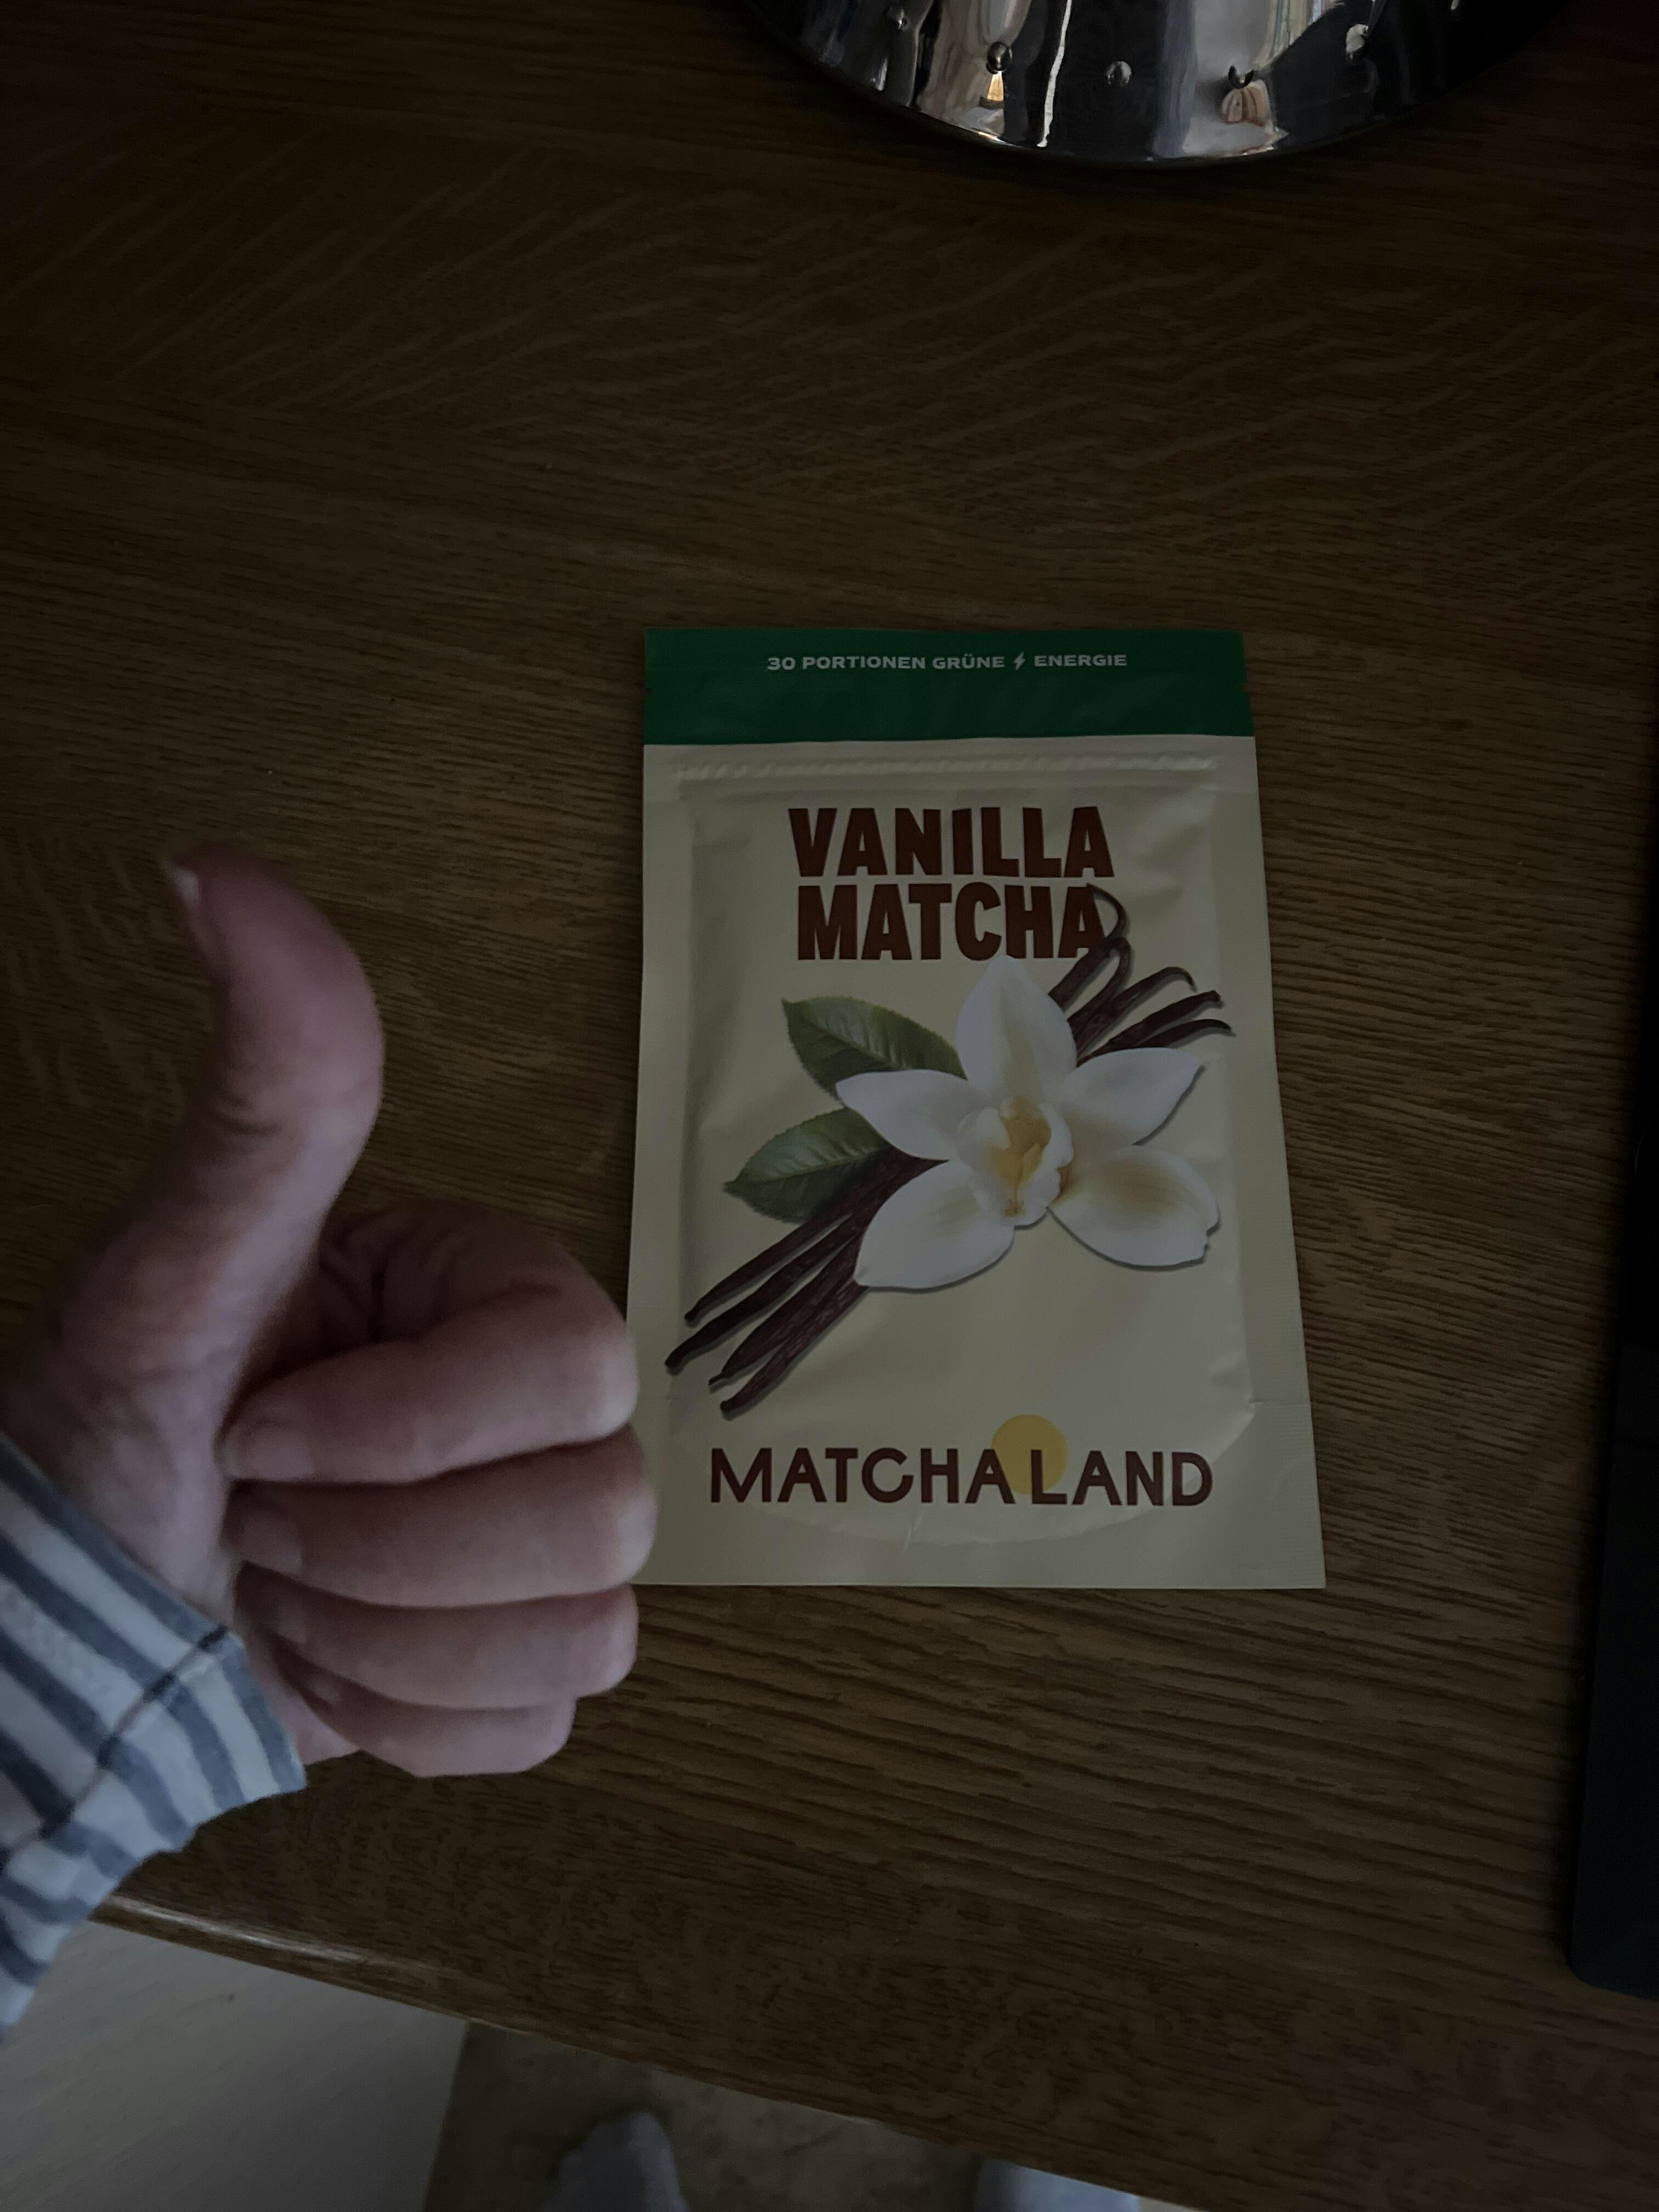 30 PORTIONEN GRÜNE ENERGIE
VANILLA
MATCHA
MATCHA LAND